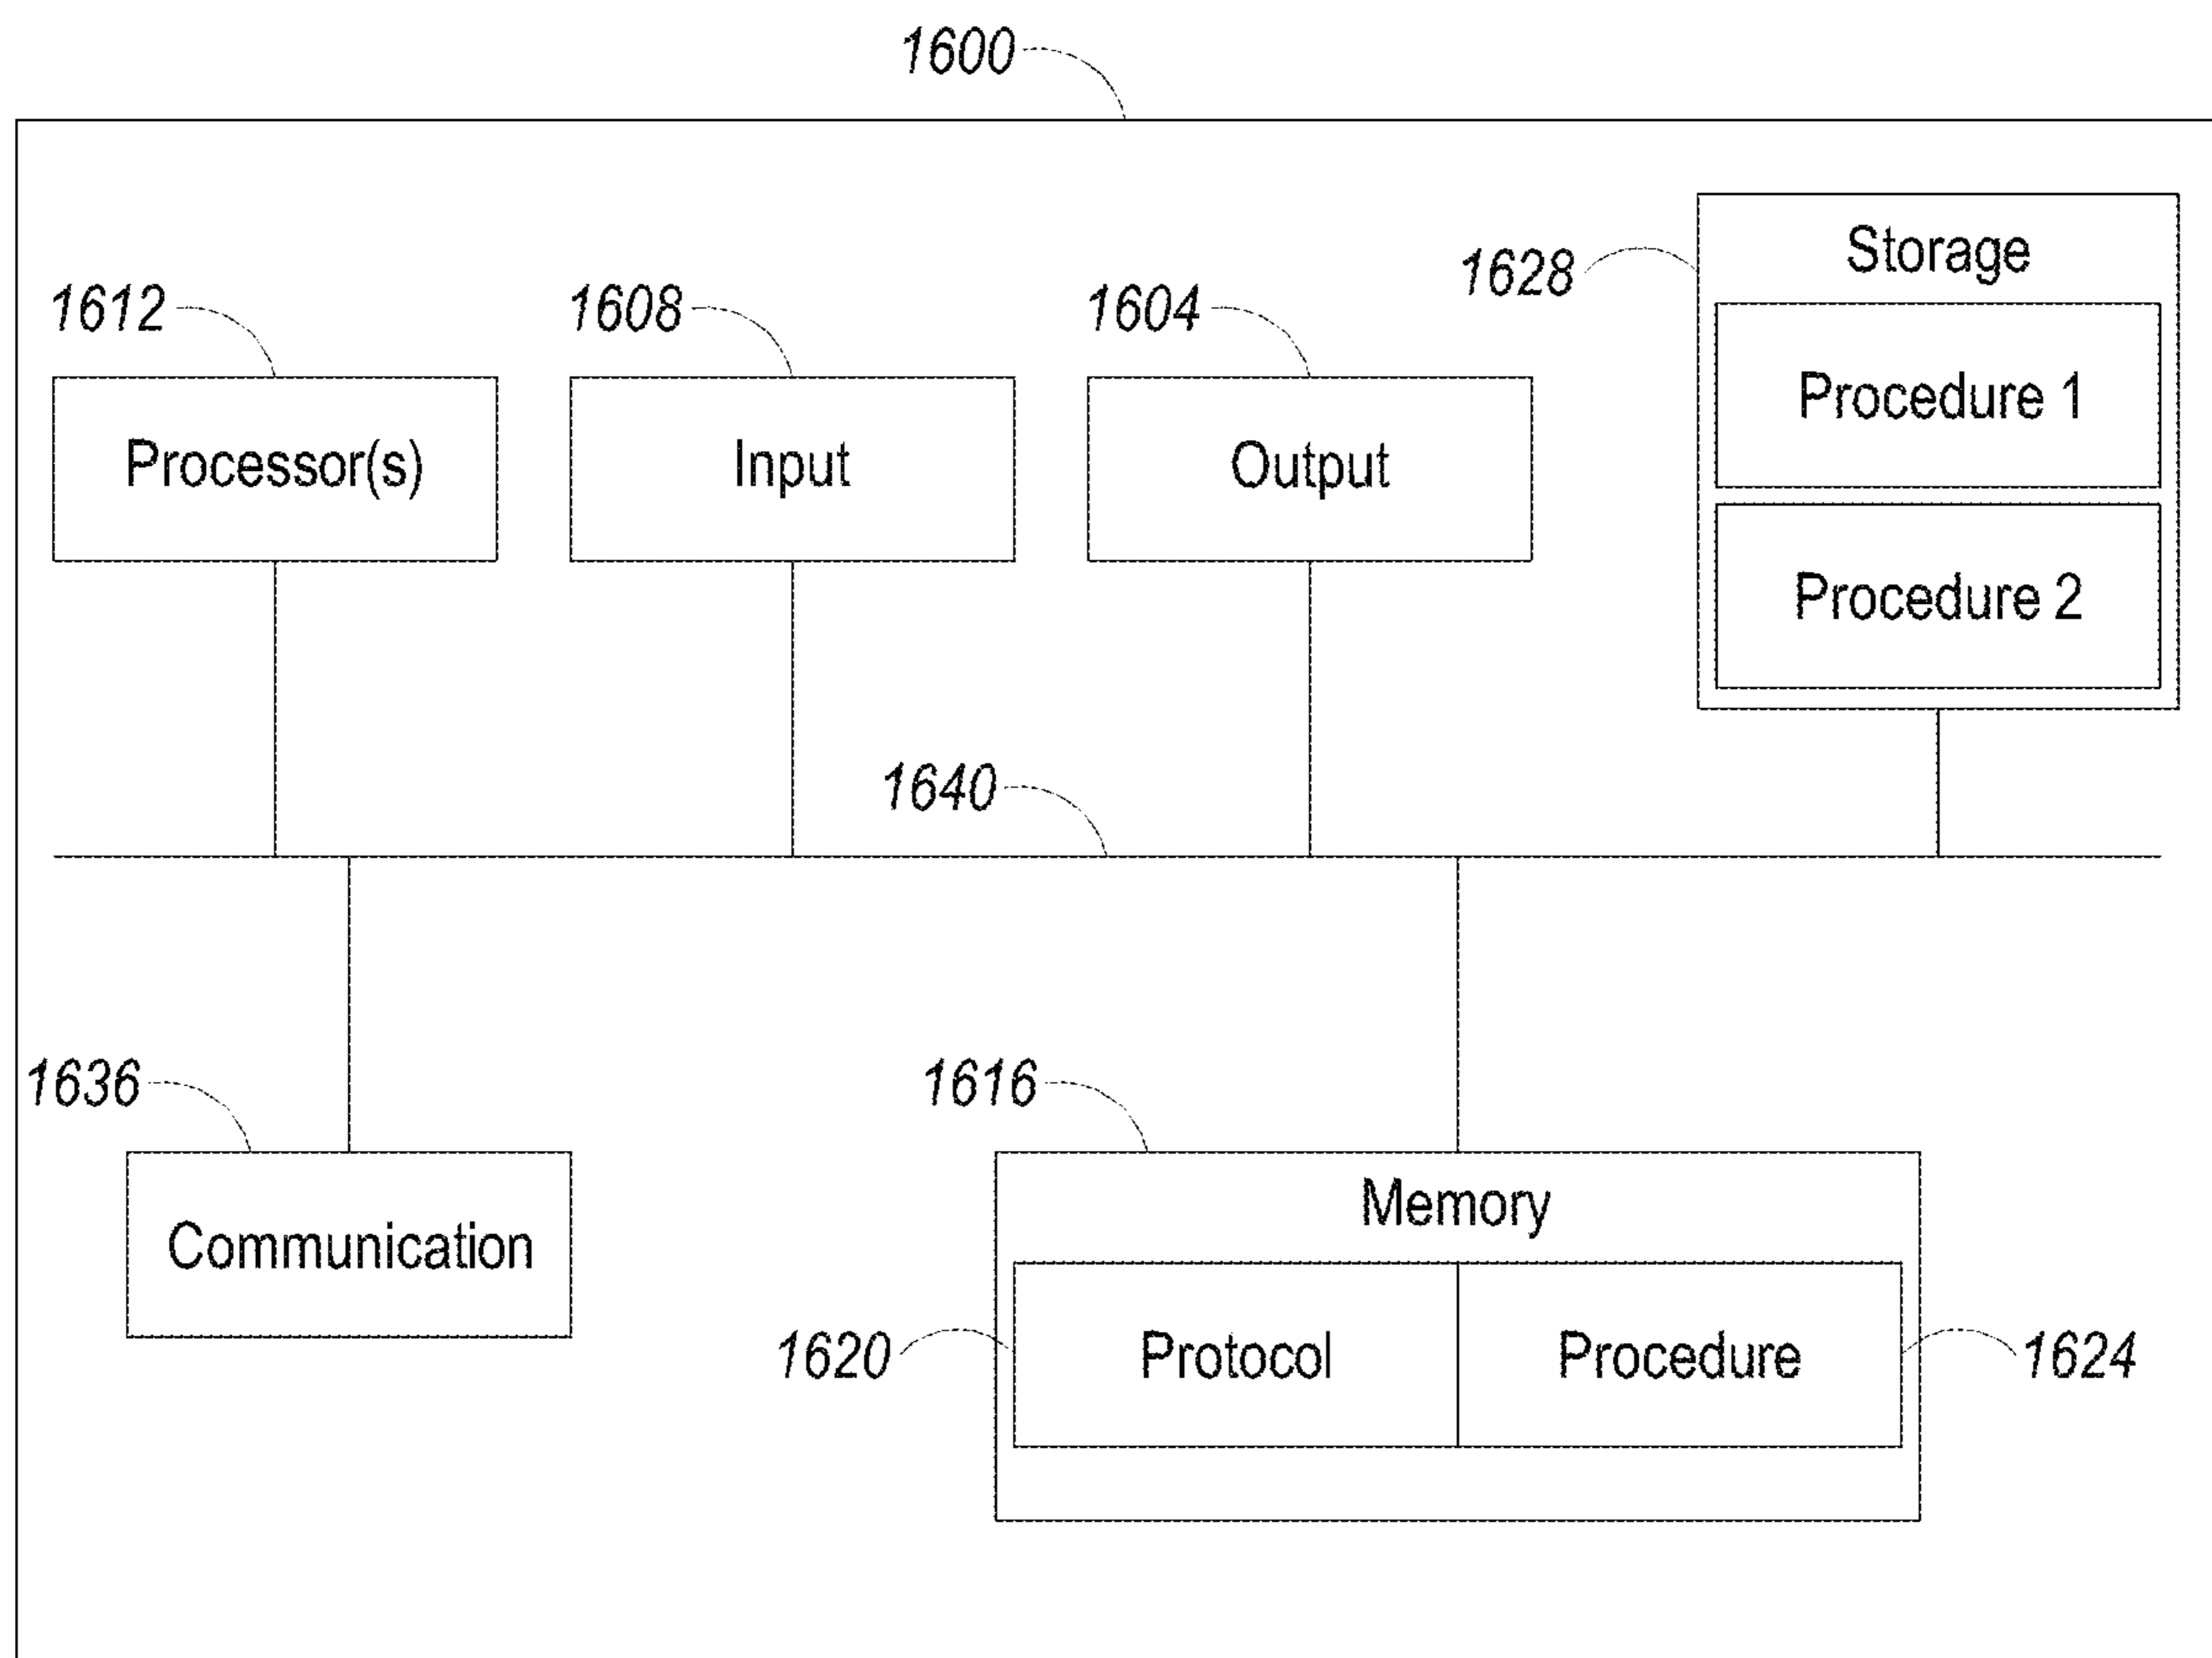 1600
1628
Storage
1612
1608
1604
Procedure 1
Processor(s)
Input
Output
Procedure 2
1640
1636
1616
Memory
Communication
1620
Protocol
Procedure
1624